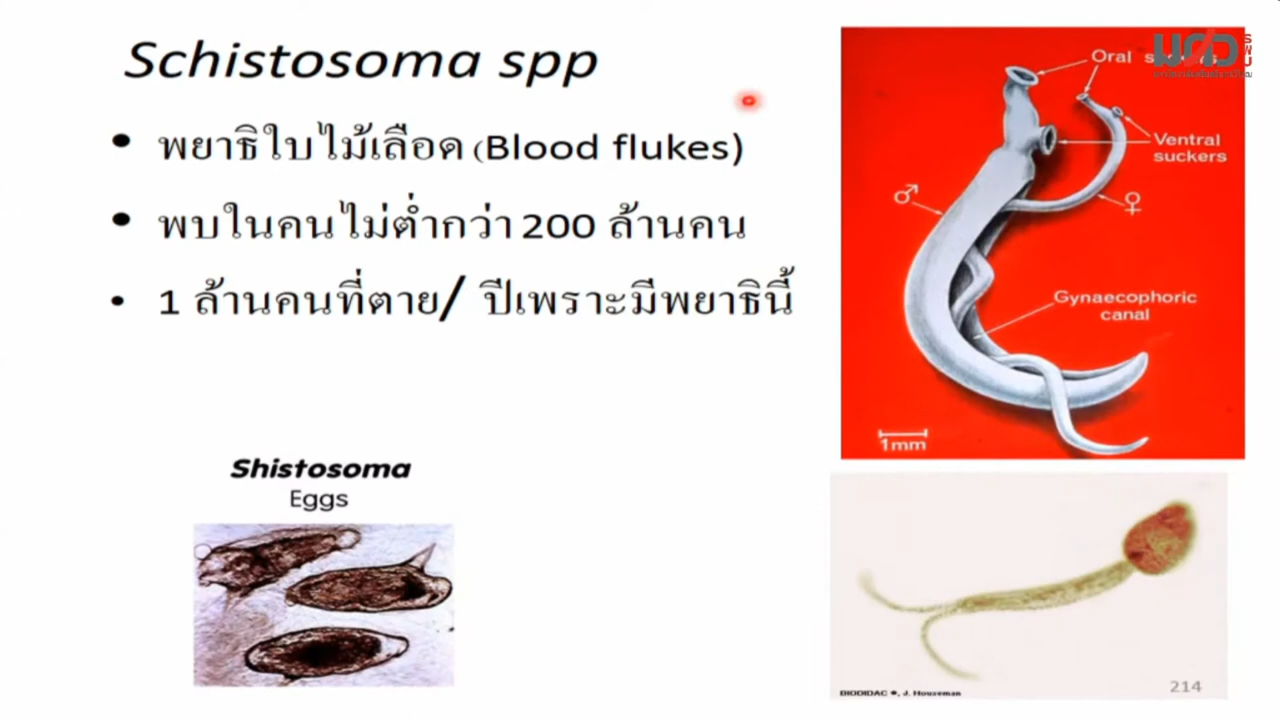 Schistosoma spp
• พยาธิใบไม้เลือด (Blood flukes)
• พบในคนไม่ต่ำกว่า 200 ล้านคน
• 1 ล้านคนที่ตาย/ ปีเพราะมีพยาธินี้
Oral suckers
Ventral
suckers
♂
♀
Gynaecophoric
canal
1mm
Shistosoma
Eggs
BIODIDAC ●, J. Houseman
214